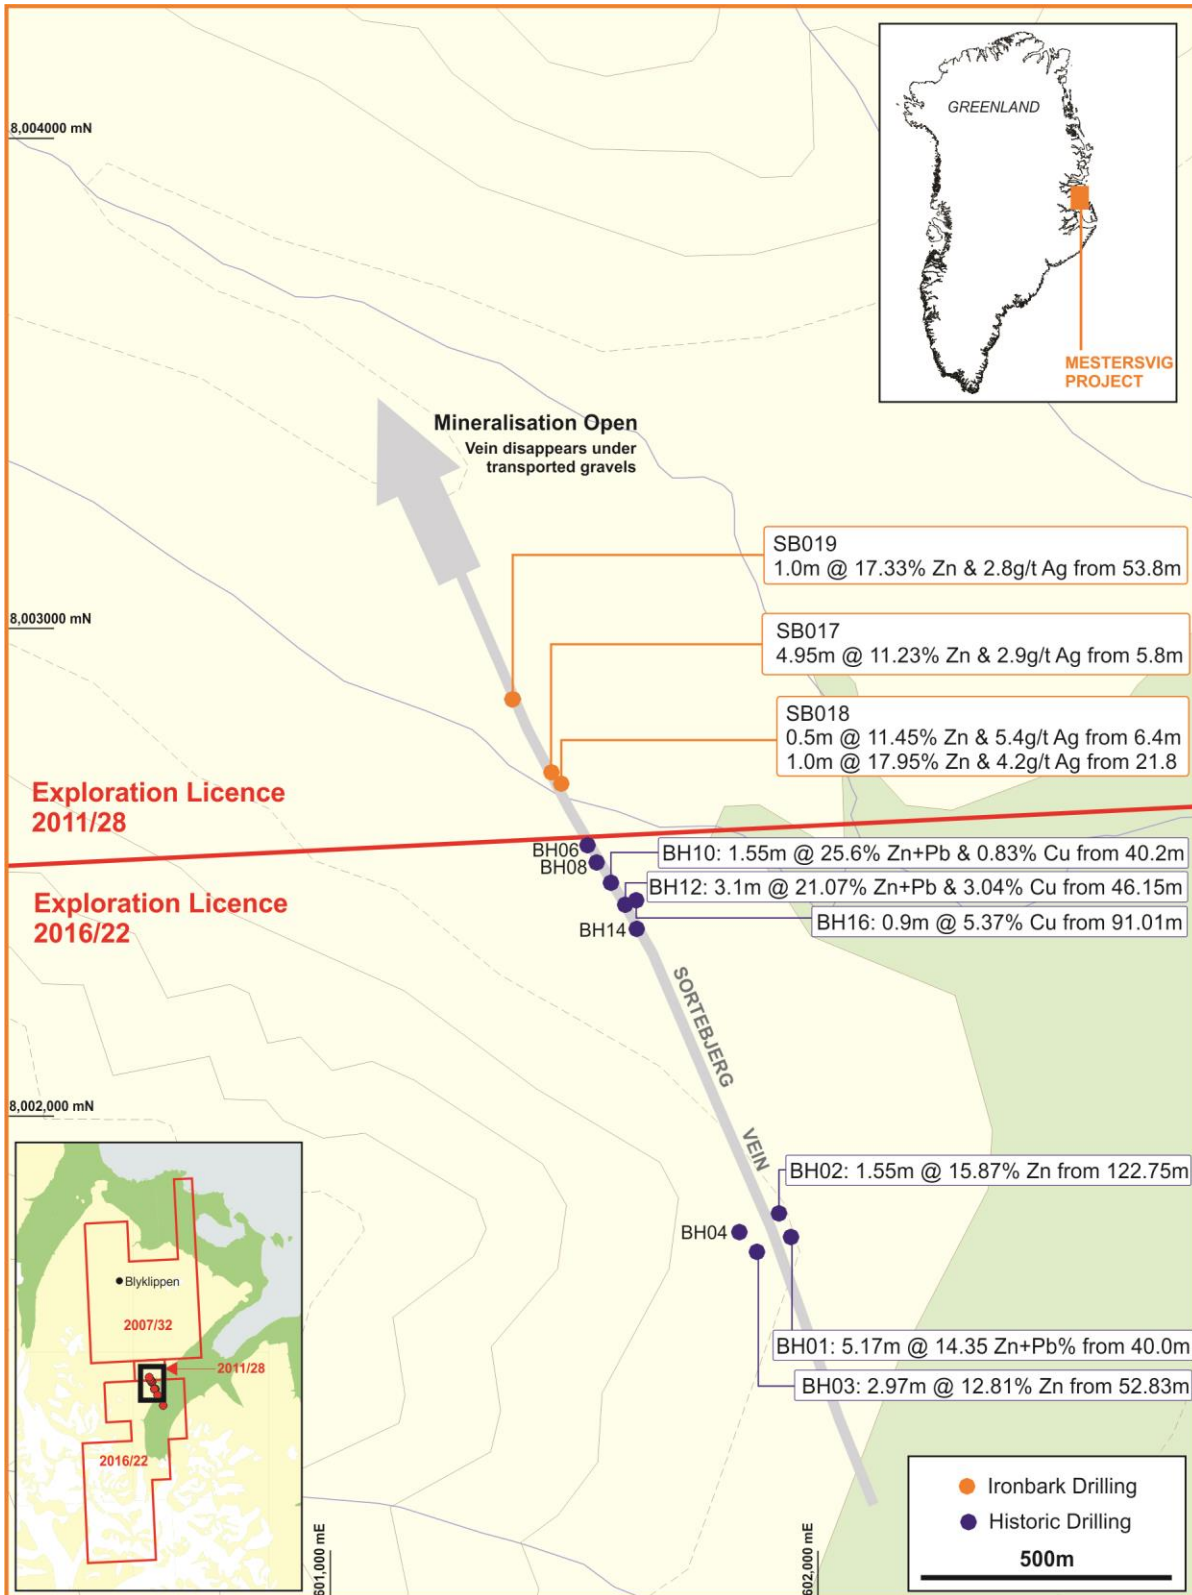 8,004000 mN
GREENLAND
MESTERSVIG
PROJECT
Mineralisation Open
Vein disappears under
transported gravels
SB019
1.0m @ 17.33% Zn & 2.8g/t Ag from 53.8m
8,003000 mN
SB017
4.95m @ 11.23% Zn & 2.9g/t Ag from 5.8m
SB018
0.5m @ 11.45% Zn & 5.4g/t Ag from 6.4m
1.0m @ 17.95% Zn & 4.2g/t Ag from 21.8
Exploration Licence
2011/28
BH06
BH08
BH10: 1.55m @ 25.6% Zn+Pb & 0.83% Cu from 40.2m
BH12: 3.1m @ 21.07% Zn+Pb & 3.04% Cu from 46.15m
BH16: 0.9m @ 5.37% Cu from 91.01m
BH14
Exploration Licence
2016/22
SORTEBJERG VEIN
8,002,000 mN
BH02: 1.55m @ 15.87% Zn from 122.75m
BH04
BH01: 5.17m @ 14.35 Zn+Pb% from 40.0m
BH03: 2.97m @ 12.81% Zn from 52.83m
Blyklippen
2007/32
2011/28
2016/22
601,000 mE
602,000 mE
Ironbark Drilling
Historic Drilling
500m